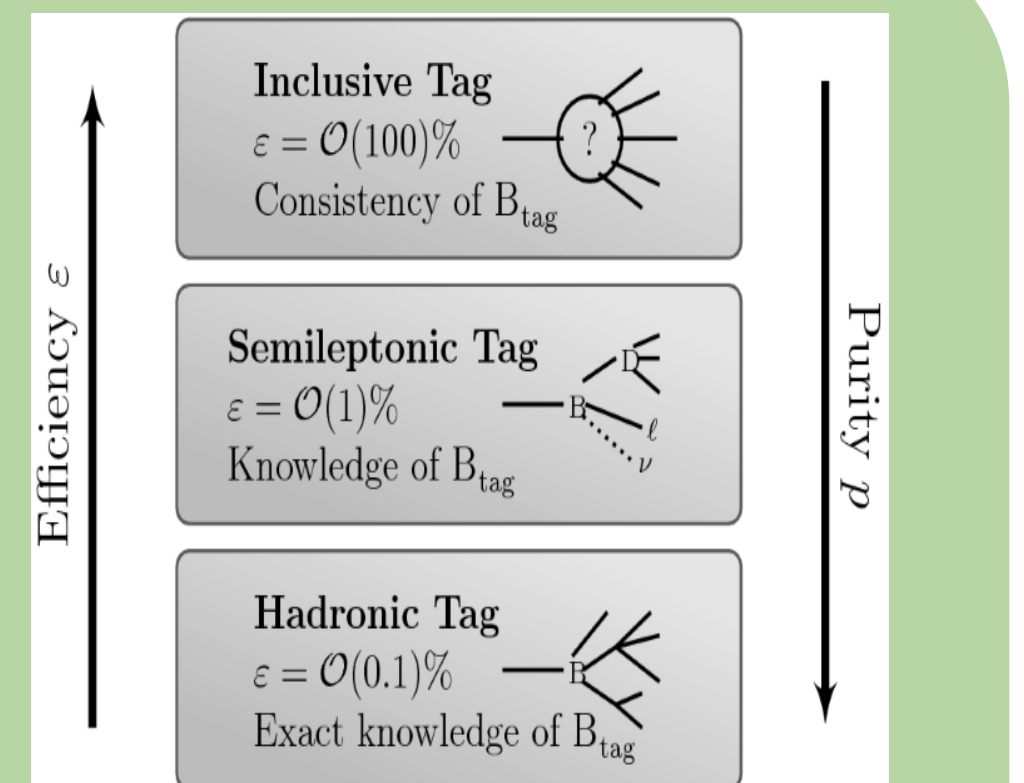 Efficiency ε
Inclusive Tag
ε = O(100)%
Consistency of B_tag
?
Semileptonic Tag
ε = O(1)%
Knowledge of B_tag
B
D
ℓ
ν
Hadronic Tag
ε = O(0.1)%
Exact knowledge of B_tag
B
Purity p